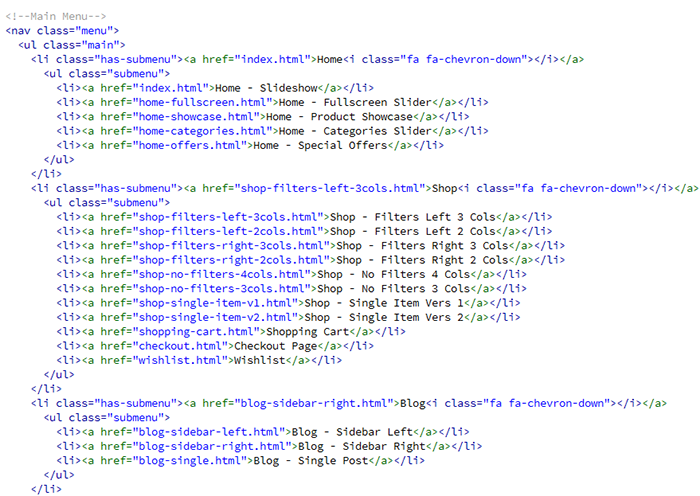 <!--Main Menu-->
<nav class="menu">
<ul class="main">
<li class="has-submenu"><a href="index.html">Home<i class="fa fa-chevron-down"></i></a>
<ul class="submenu">
<li><a href="index.html">Home - Slideshow</a></li>
<li><a href="home-fullscreen.html">Home - Fullscreen Slider</a></li>
<li><a href="home-showcase.html">Home - Product Showcase</a></li>
<li><a href="home-categories.html">Home - Categories Slider</a></li>
<li><a href="home-offers.html">Home - Special Offers</a></li>
</ul>
</li>
<li class="has-submenu"><a href="shop-filters-left-3cols.html">Shop<i class="fa fa-chevron-down"></i></a>
<ul class="submenu">
<li><a href="shop-filters-left-3cols.html">Shop - Filters Left 3 Cols</a></li>
<li><a href="shop-filters-left-2cols.html">Shop - Filters Left 2 Cols</a></li>
<li><a href="shop-filters-right-3cols.html">Shop - Filters Right 3 Cols</a></li>
<li><a href="shop-filters-right-2cols.html">Shop - Filters Right 2 Cols</a></li>
<li><a href="shop-no-filters-4cols.html">Shop - No Filters 4 Cols</a></li>
<li><a href="shop-no-filters-3cols.html">Shop - No Filters 3 Cols</a></li>
<li><a href="shop-single-item-v1.html">Shop - Single Item Vers 1</a></li>
<li><a href="shop-single-item-v2.html">Shop - Single Item Vers 2</a></li>
<li><a href="shopping-cart.html">Shopping Cart</a></li>
<li><a href="checkout.html">Checkout Page</a></li>
<li><a href="wishlist.html">Wishlist</a></li>
</ul>
</li>
<li class="has-submenu"><a href="blog-sidebar-right.html">Blog<i class="fa fa-chevron-down"></i></a>
<ul class="submenu">
<li><a href="blog-sidebar-left.html">Blog - Sidebar Left</a></li>
<li><a href="blog-sidebar-right.html">Blog - Sidebar Right</a></li>
<li><a href="blog-single.html">Blog - Single Post</a></li>
</ul>
</li>